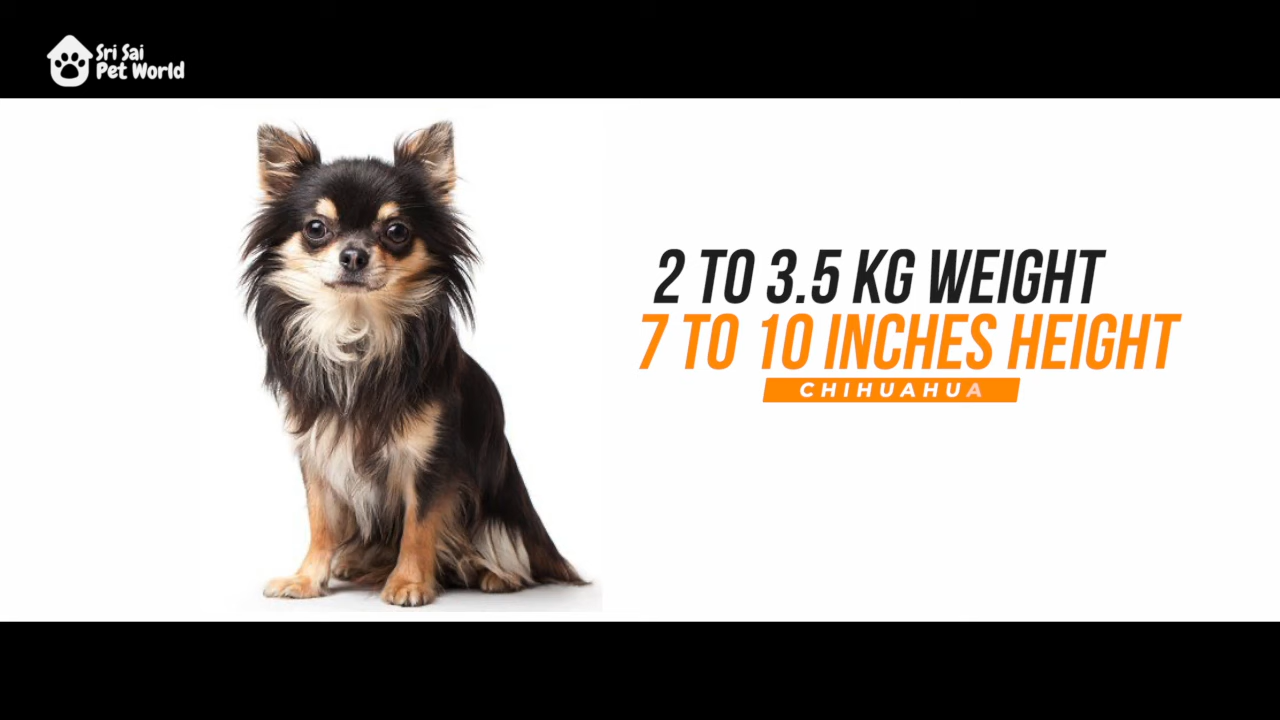 Sri Sai
Pet World
2 TO 3.5 KG WEIGHT
7 TO 10 INCHES HEIGHT
CHIHUAHUA